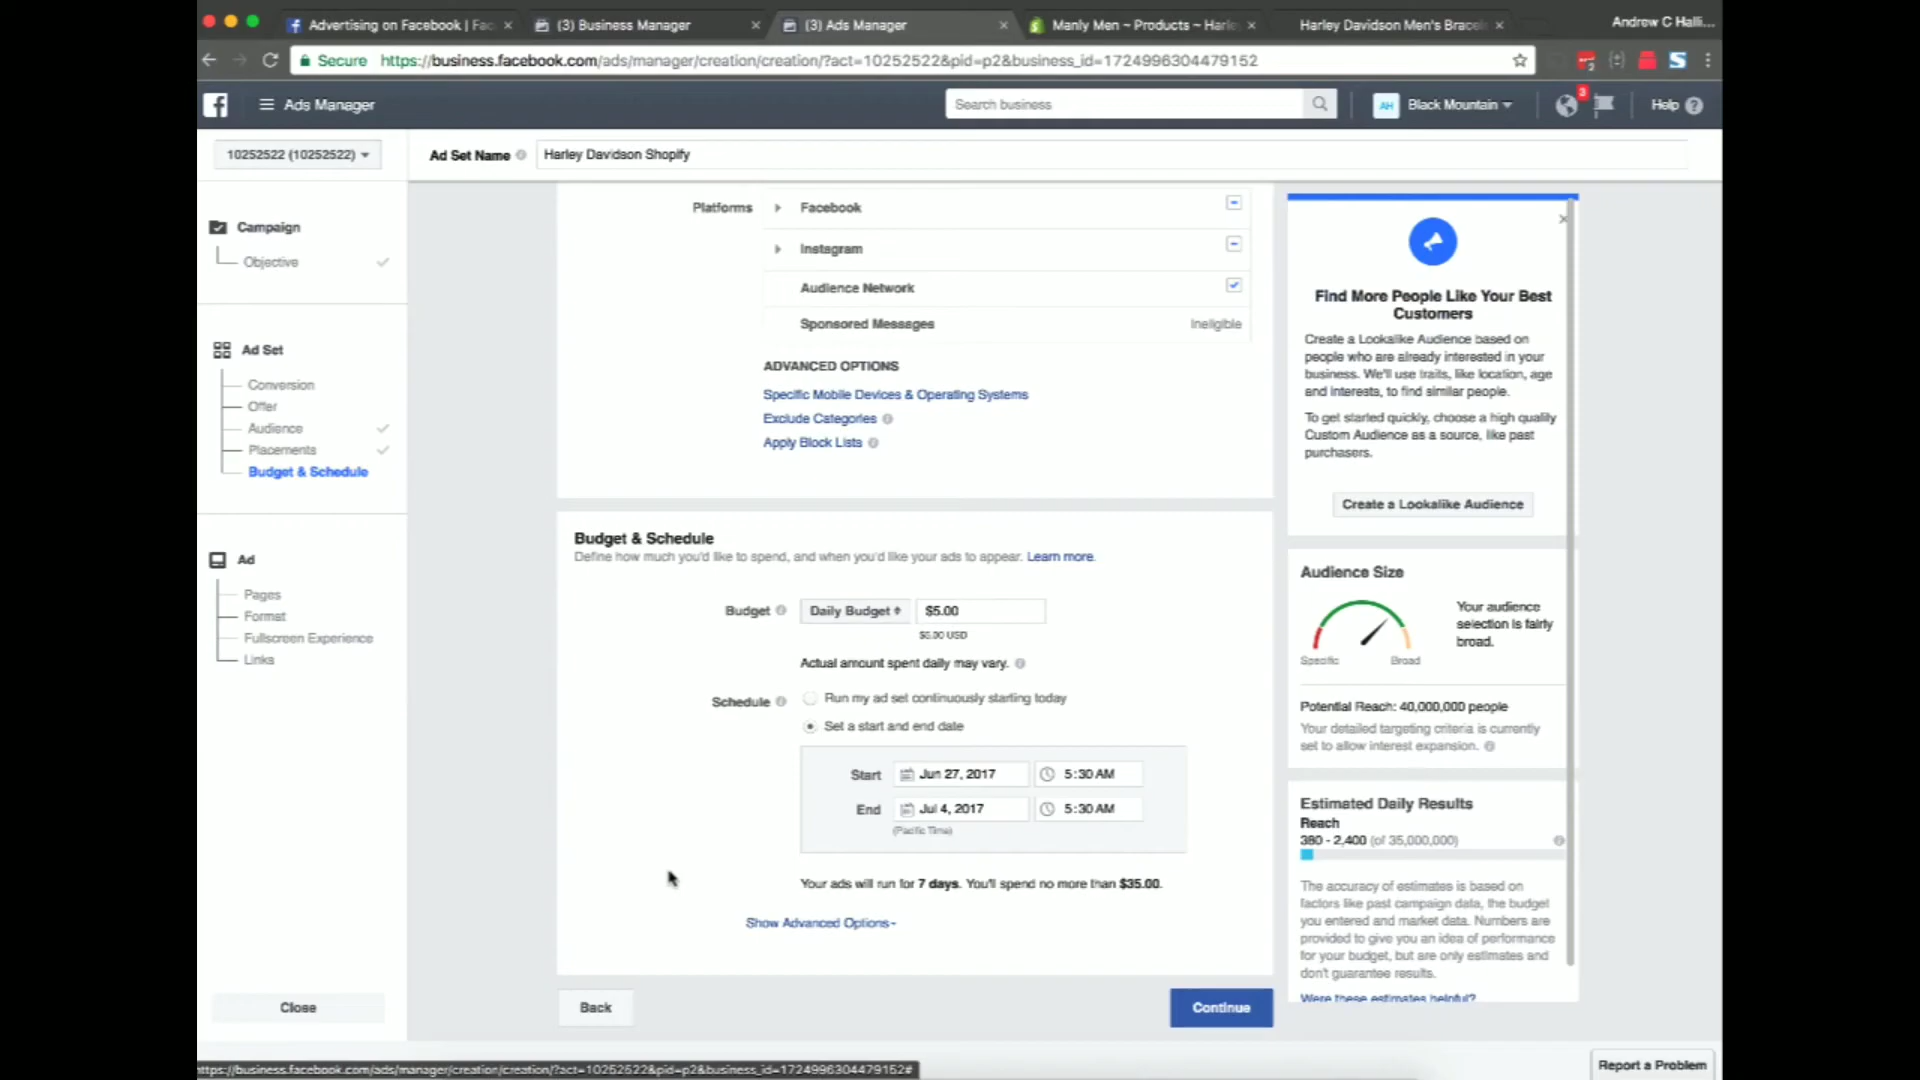 Advertising on Facebook | Fac
(3) Business Manager
(3) Ads Manager
Manly Men ~ Products ~ Harle
Harley Davidson Men's Bracele
Andrew C Halli...
Secure
https://business.facebook.com/ads/manager/creation/creation/?act=10252522&pid=p2&business_id=1724996304479152
Ads Manager
Search business
AH
Black Mountain
3
Help
10252522 (10252522)
Ad Set Name
Harley Davidson Shopify
Campaign
Objective
Ad Set
Conversion
Offer
Audience
Placements
Budget & Schedule
Ad
Pages
Format
Fullscreen Experience
Links
Close
Platforms
Facebook
Instagram
Audience Network
Sponsored Messages
Ineligible
ADVANCED OPTIONS
Specific Mobile Devices & Operating Systems
Exclude Categories
Apply Block Lists
Budget & Schedule
Define how much you'd like to spend, and when you'd like your ads to appear. Learn more.
Budget
Daily Budget
$5.00
$5.00 USD
Actual amount spent daily may vary.
Schedule
Run my ad set continuously starting today
Set a start and end date
Start
Jun 27, 2017
5:30 AM
End
Jul 4, 2017
5:30 AM
(Pacific Time)
Your ads will run for 7 days. You'll spend no more than $35.00.
Show Advanced Options
Back
Continue
Find More People Like Your Best
Customers
Create a Lookalike Audience based on
people who are already interested in your
business. We'll use traits, like location, age
and interests, to find similar people.
To get started quickly, choose a high quality
Custom Audience as a source, like past
purchasers.
Create a Lookalike Audience
Audience Size
Your audience
selection is fairly
broad.
Specific
Broad
Potential Reach: 40,000,000 people
Your detailed targeting criteria is currently
set to allow interest expansion.
Estimated Daily Results
Reach
380 - 2,400 (of 35,000,000)
The accuracy of estimates is based on
factors like past campaign data, the budget
you entered and market data. Numbers are
provided to give you an idea of performance
for your budget, but are only estimates and
don't guarantee results.
Were these estimates helpful?
Report a Problem
https://business.facebook.com/ads/manager/creation/creation/?act=10252522&pid=p2&business_id=1724996304479152#